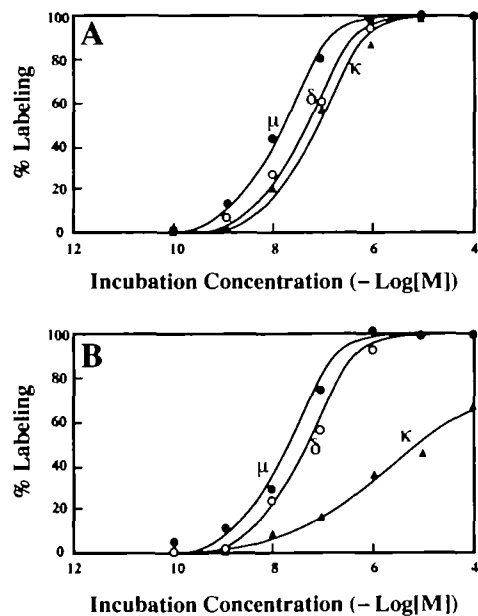 A
100
80
60
40
20
0
% Labeling
μ
δ
κ
12 10 8 6 4
Incubation Concentration (– Log[M])
B
100
80
60
40
20
0
% Labeling
μ
δ
κ
12 10 8 6 4
Incubation Concentration (– Log[M])